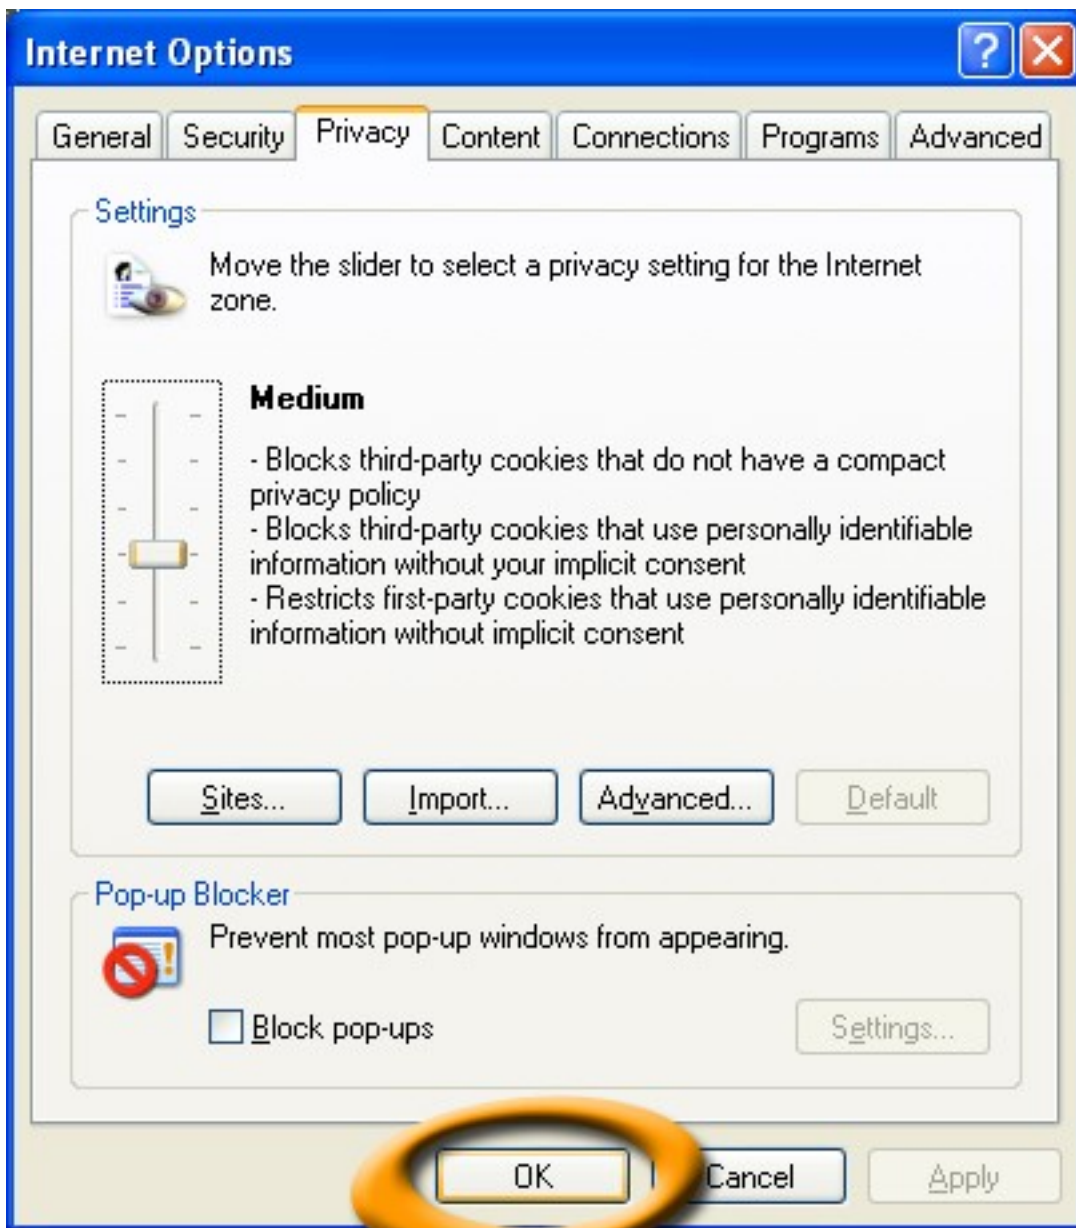 Internet Options
?
General Security Privacy Content Connections Programs Advanced
Settings
Move the slider to select a privacy setting for the Internet
zone.
Medium
- Blocks third-party cookies that do not have a compact
privacy policy
- Blocks third-party cookies that use personally identifiable
information without your implicit consent
- Restricts first-party cookies that use personally identifiable
information without implicit consent
Sites... Import... Advanced... Default
Pop-up Blocker
Prevent most pop-up windows from appearing.
Block pop-ups
Settings...
OK Cancel Apply